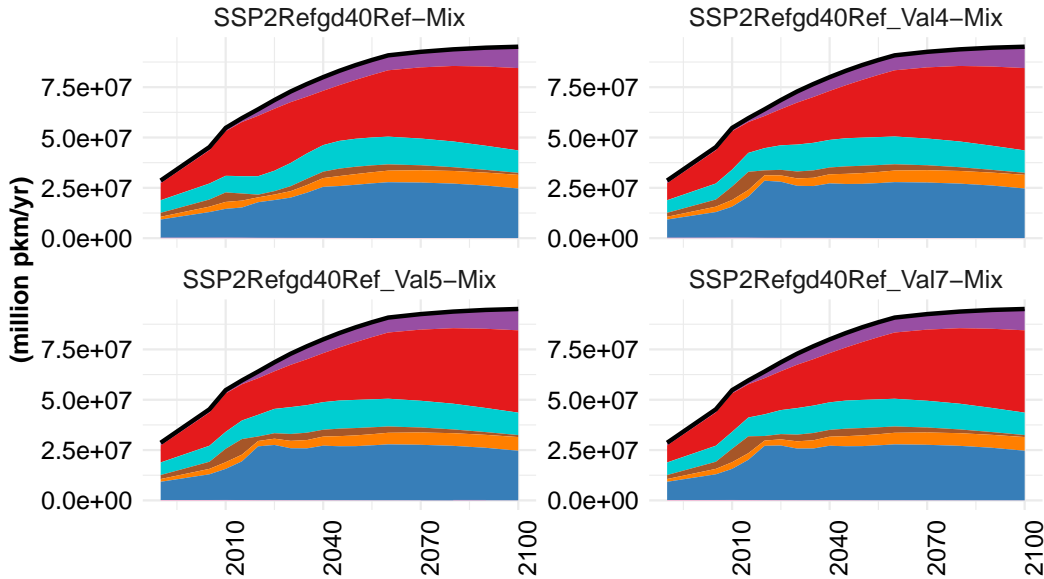 SSP2Refgd40Ref−Mix
SSP2Refgd40Ref_Val4−Mix
7.5e+07
5.0e+07
2.5e+07
0.0e+00
7.5e+07
5.0e+07
2.5e+07
0.0e+00
(million pkm/yr)
SSP2Refgd40Ref_Val5−Mix
SSP2Refgd40Ref_Val7−Mix
7.5e+07
5.0e+07
2.5e+07
0.0e+00
7.5e+07
5.0e+07
2.5e+07
0.0e+00
2010
2040
2070
2100
2010
2040
2070
2100